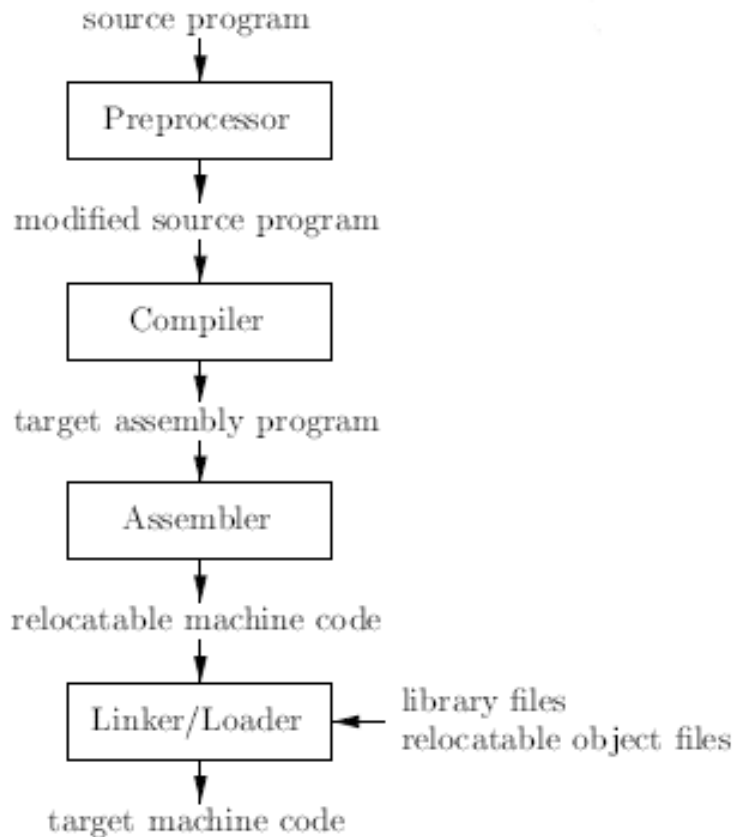 source program
Preprocessor
modified source program
Compiler
target assembly program
Assembler
relocatable machine code
Linker/Loader
library files
relocatable object files
target machine code